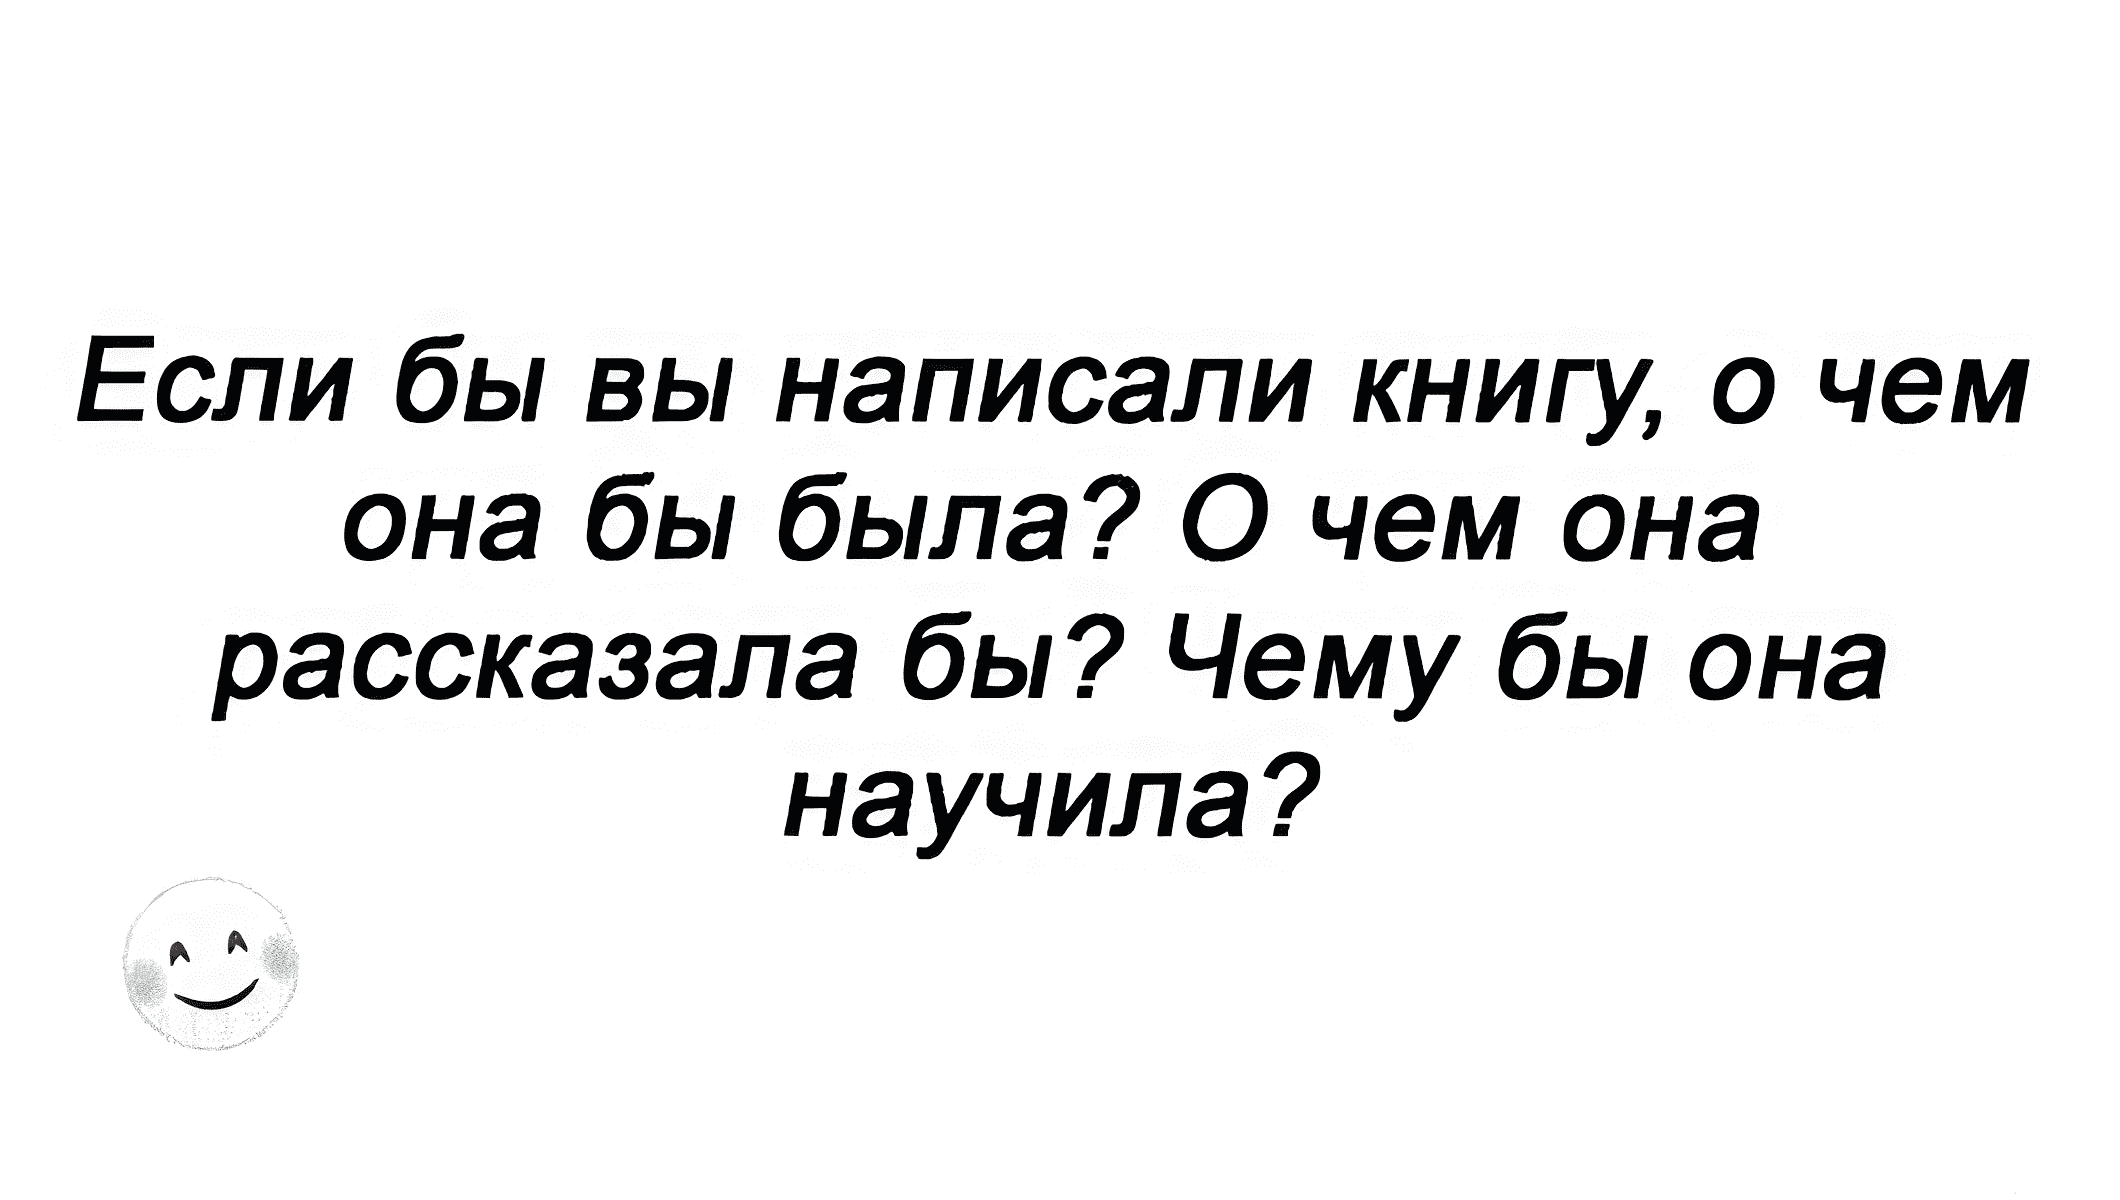 Если бы вы написали книгу, о чем
она бы была? О чем она
рассказала бы? Чему бы она
научила?